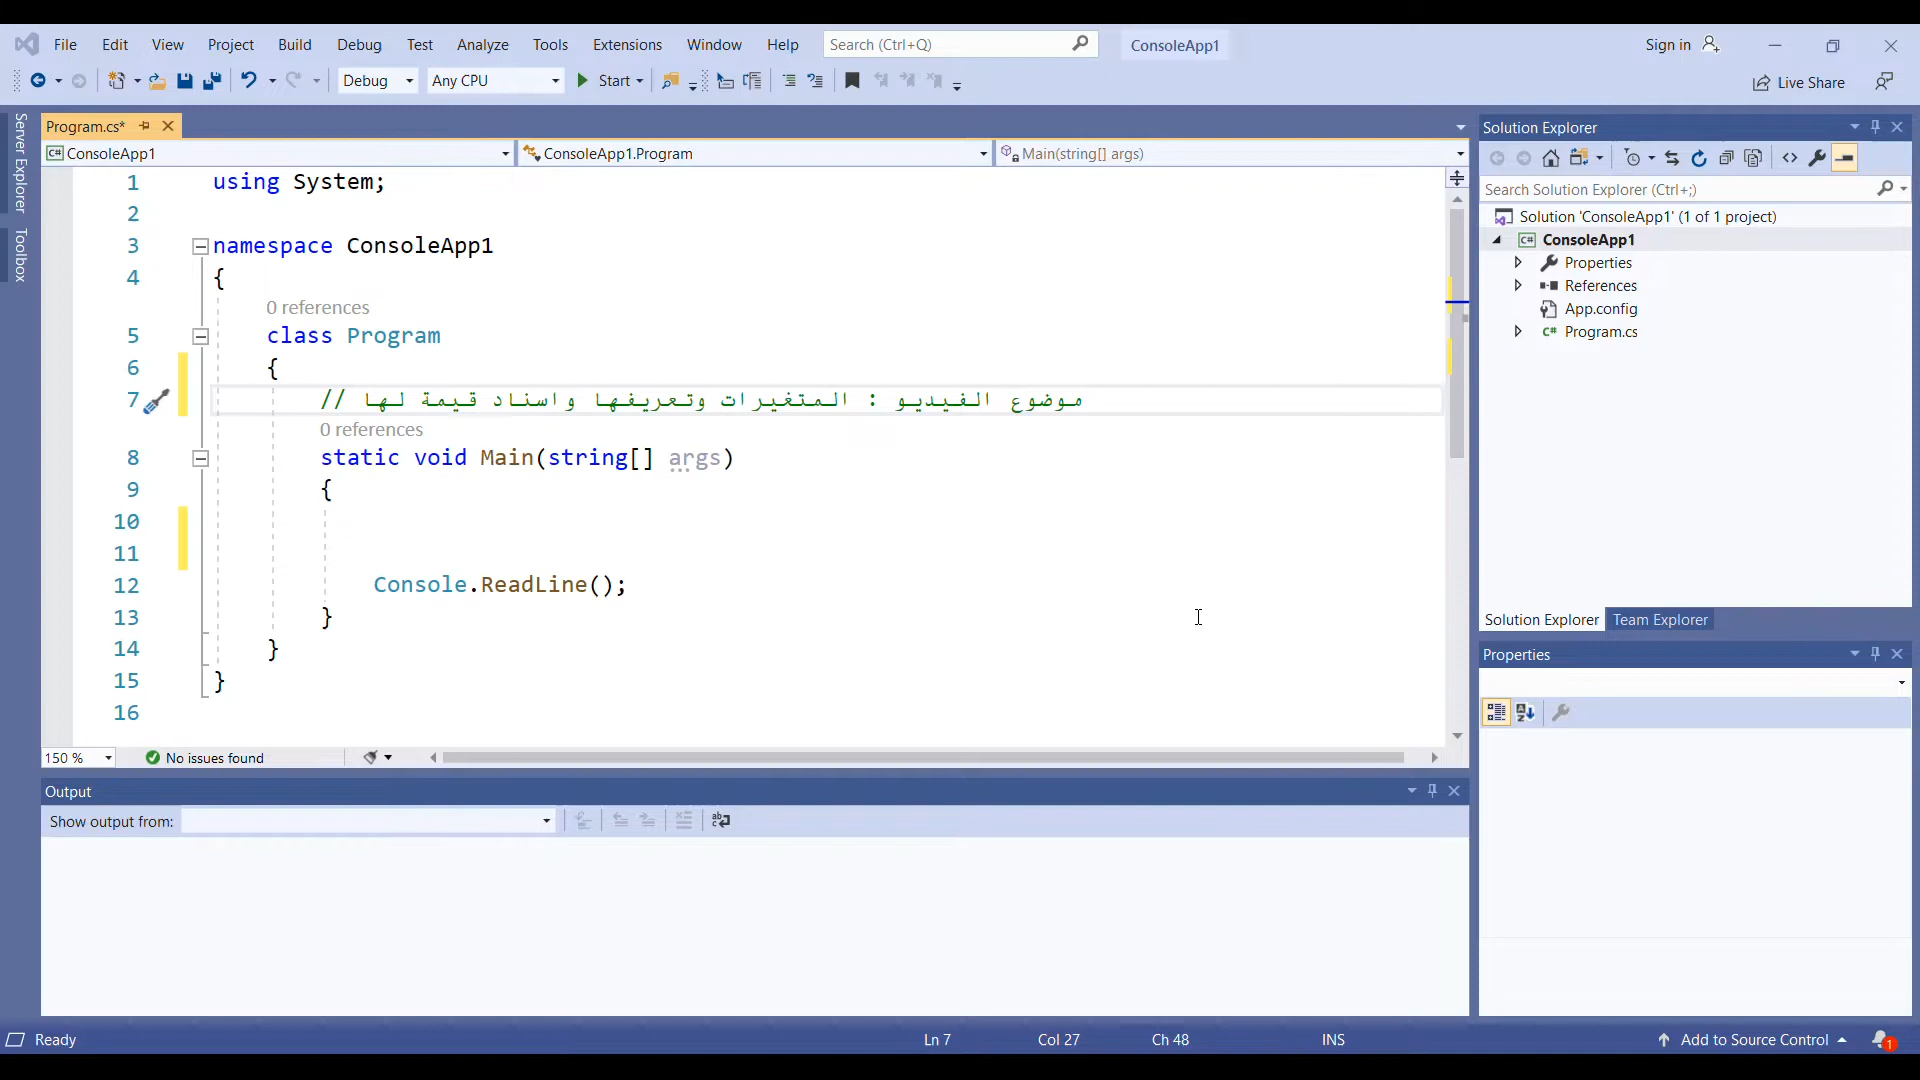 File Edit View Project Build Debug Test Analyze Tools Extensions Window Help Search (Ctrl+Q) ConsoleApp1 Sign in
Debug Any CPU Start Live Share
Server Explorer
Toolbox
Program.cs*
ConsoleApp1 ConsoleApp1.Program Main(string[] args)
1 using System;
2
3 namespace ConsoleApp1
4 {
0 references
5 class Program
6 {
7 // موضوع الفيديو : المتغيرات وتعريفها واسناد قيمة لها
0 references
8 static void Main(string[] args)
9 {
10
11
12 Console.ReadLine();
13 }
14 }
15 }
16
150 % No issues found
Output
Show output from:
Solution Explorer
Search Solution Explorer (Ctrl+;)
Solution 'ConsoleApp1' (1 of 1 project)
C# ConsoleApp1
Properties
References
App.config
C# Program.cs
Solution Explorer Team Explorer
Properties
Ready Ln 7 Col 27 Ch 48 INS Add to Source Control 1